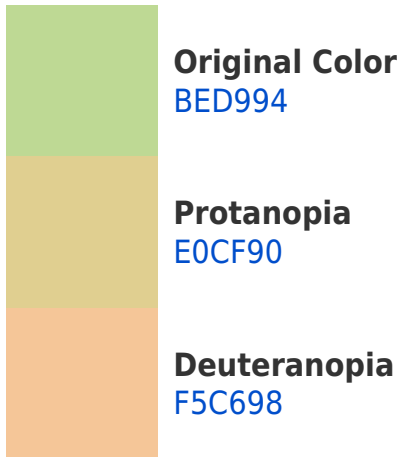 Original Color
BED994
Protanopia
E0CF90
Deuteranopia
F5C698